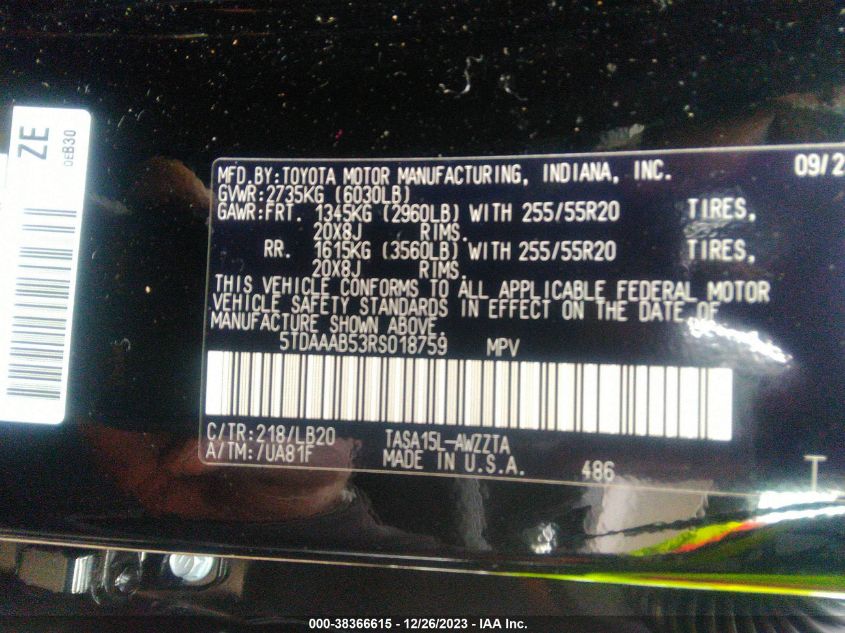 ZE
0EB30
MFD.BY:TOYOTA MOTOR MANUFACTURING, INDIANA, INC. 09/2
GVWR:2735KG (6030LB)
GAWR:FRT. 1345KG (2960LB) WITH 255/55R20 TIRES,
20X8J RIMS.
RR. 1615KG (3560LB) WITH 255/55R20 TIRES,
20X8J RIMS.
THIS VEHICLE CONFORMS TO ALL APPLICABLE FEDERAL MOTOR
VEHICLE SAFETY STANDARDS IN EFFECT ON THE DATE OF
MANUFACTURE SHOWN ABOVE.
5TDAAAB53RS018759 MPV
C/TR:218/LB20 TASA15L-AWZZTA
A/TM:/UA81F MADE IN U.S.A. 486
000-38366615 - 12/26/2023 - IAA Inc.